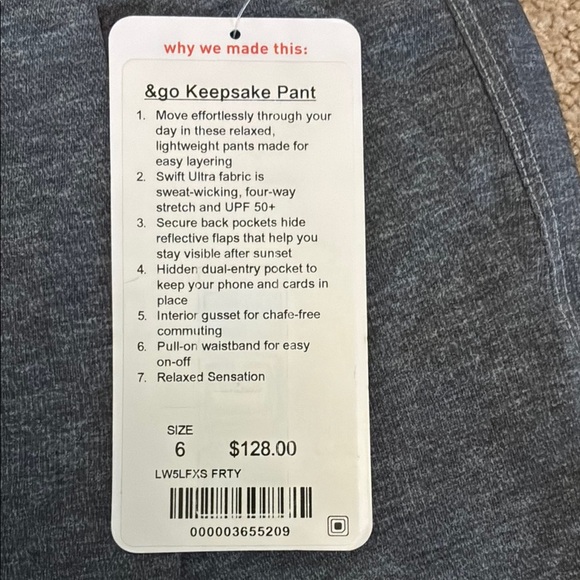 why we made this:
&go Keepsake Pant
1. Move effortlessly through your
day in these relaxed,
lightweight pants made for
easy layering
2. Swift Ultra fabric is
sweat-wicking, four-way
stretch and UPF 50+
3. Secure back pockets hide
reflective flaps that help you
stay visible after sunset
4. Hidden dual-entry pocket to
keep your phone and cards in
place
5. Interior gusset for chafe-free
commuting
6. Pull-on waistband for easy
on-off
7. Relaxed Sensation
SIZE
6 $128.00
LW5LFXS FRTY
000003655209